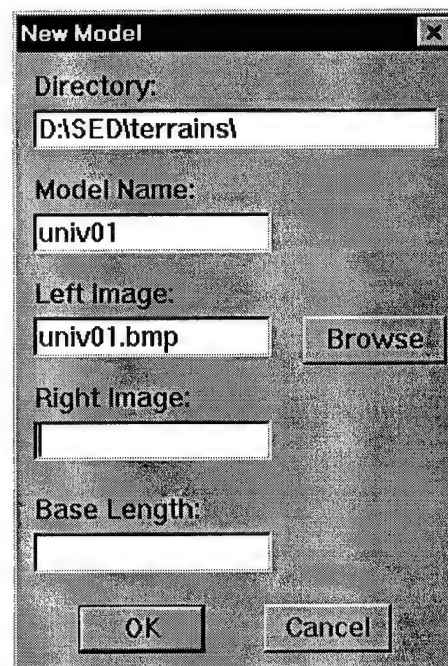 New Model
Directory:
D:\SED\terrains\
Model Name:
univ01
Left Image:
univ01.bmp
Browse
Right Image:
Base Length:
OK
Cancel